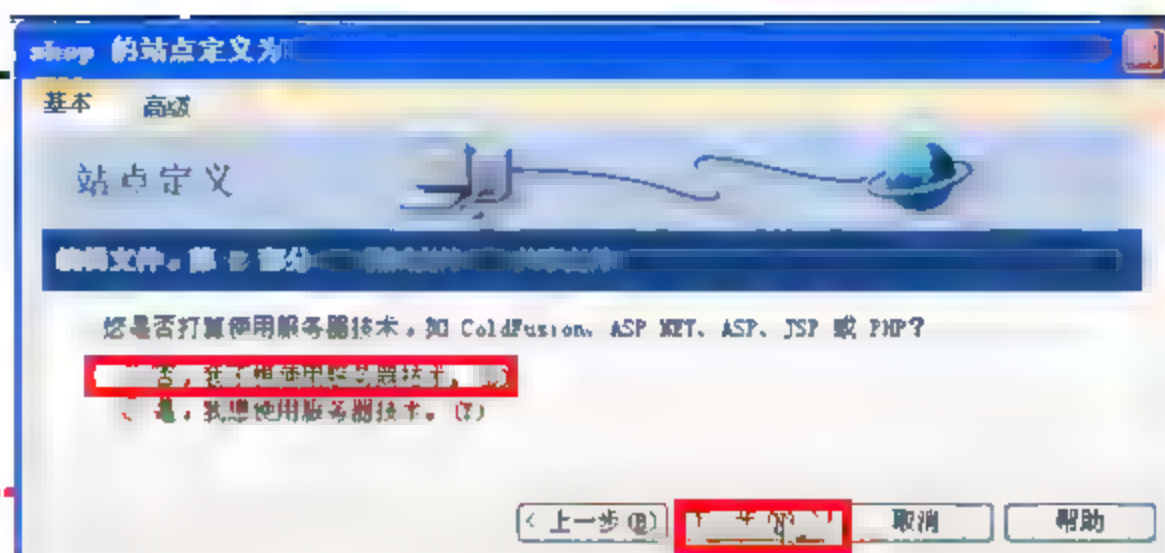 shop 的站点定义为
基本 高级
站点定义
编辑文件，第 2 部分
您是否打算使用服务器技术，如 ColdFusion、ASP.NET、ASP、JSP 或 PHP？
否，我不想使用服务器技术。
是，我想使用服务器技术。(Y)
< 上一步(B) 取消 帮助